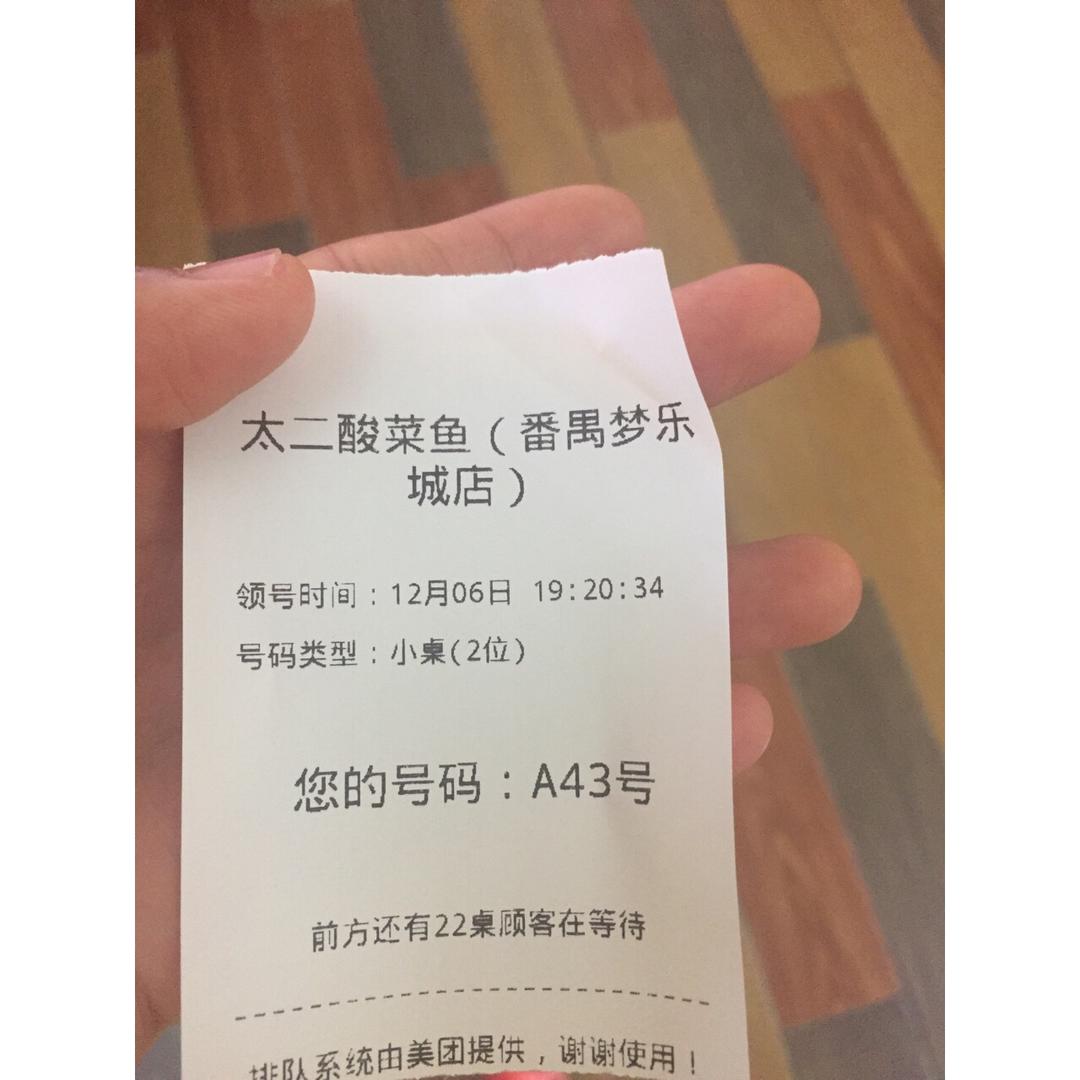 太二酸菜鱼（番禺梦乐
城店）
领号时间：12月06日 19:20:34
号码类型：小桌(2位)
您的号码：A43号
前方还有22桌顾客在等待
排队系统由美团提供，谢谢使用！